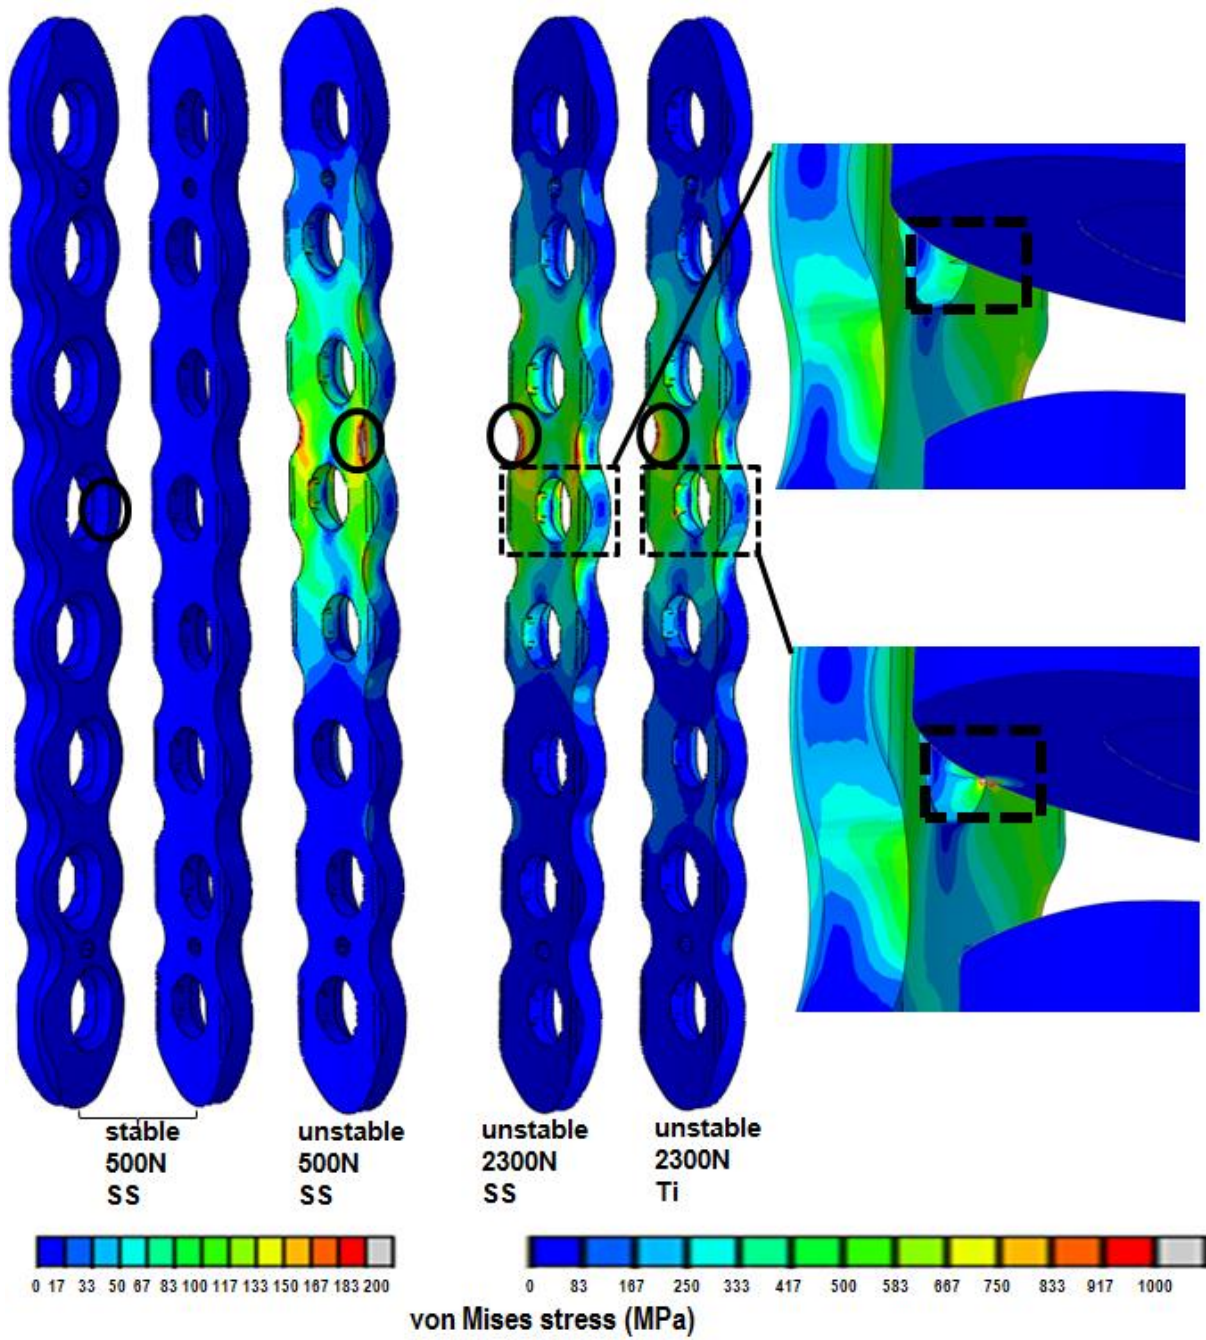 stable
500N
SS
unstable
500N
SS
unstable
2300N
SS
unstable
2300N
Ti
0 17 33 50 67 83 100 117 133 150 167 183 200
0 83 167 250 333 417 500 583 667 750 833 917 1000
von Mises stress (MPa)